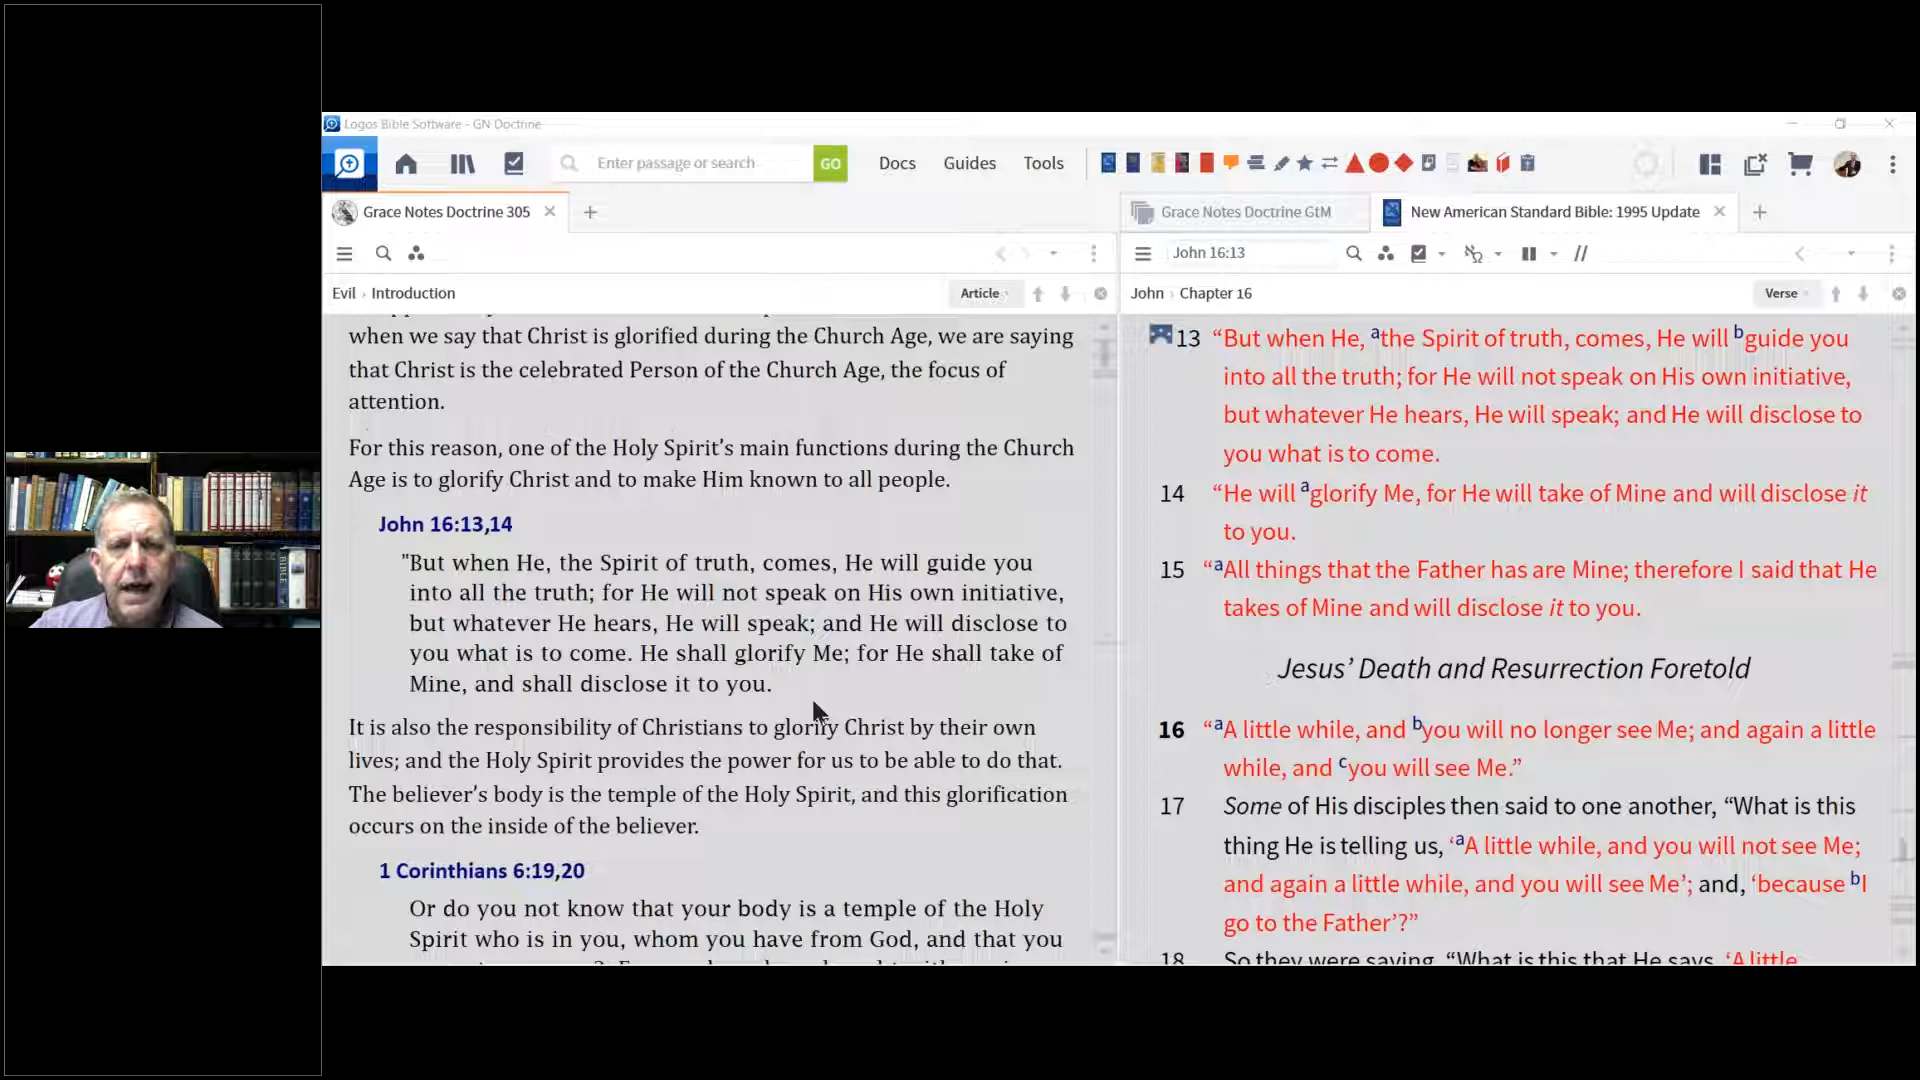 Logos Bible Software - GN Doctrine
Enter passage or search
GO
Docs
Guides
Tools
Grace Notes Doctrine 305
Evil › Introduction
Article
when we say that Christ is glorified during the Church Age, we are saying
that Christ is the celebrated Person of the Church Age, the focus of
attention.
For this reason, one of the Holy Spirit's main functions during the Church
Age is to glorify Christ and to make Him known to all people.
John 16:13,14
"But when He, the Spirit of truth, comes, He will guide you
into all the truth; for He will not speak on His own initiative,
but whatever He hears, He will speak; and He will disclose to
you what is to come. He shall glorify Me; for He shall take of
Mine, and shall disclose it to you.
It is also the responsibility of Christians to glorify Christ by their own
lives; and the Holy Spirit provides the power for us to be able to do that.
The believer's body is the temple of the Holy Spirit, and this glorification
occurs on the inside of the believer.
1 Corinthians 6:19,20
Or do you not know that your body is a temple of the Holy
Spirit who is in you, whom you have from God, and that you
Grace Notes Doctrine GtM
New American Standard Bible: 1995 Update
John 16:13
John › Chapter 16
Verse
13 “But when He, a the Spirit of truth, comes, He will b guide you
into all the truth; for He will not speak on His own initiative,
but whatever He hears, He will speak; and He will disclose to
you what is to come.
14 “He will a glorify Me, for He will take of Mine and will disclose it
to you.
15 “a All things that the Father has are Mine; therefore I said that He
takes of Mine and will disclose it to you.
Jesus’ Death and Resurrection Foretold
16 “a A little while, and b you will no longer see Me; and again a little
while, and c you will see Me.”
17 Some of His disciples then said to one another, “What is this
thing He is telling us, ‘a A little while, and you will not see Me;
and again a little while, and you will see Me’; and, ‘because b I
go to the Father’?”
18 So they were saying, “What is this that He says, ‘A little